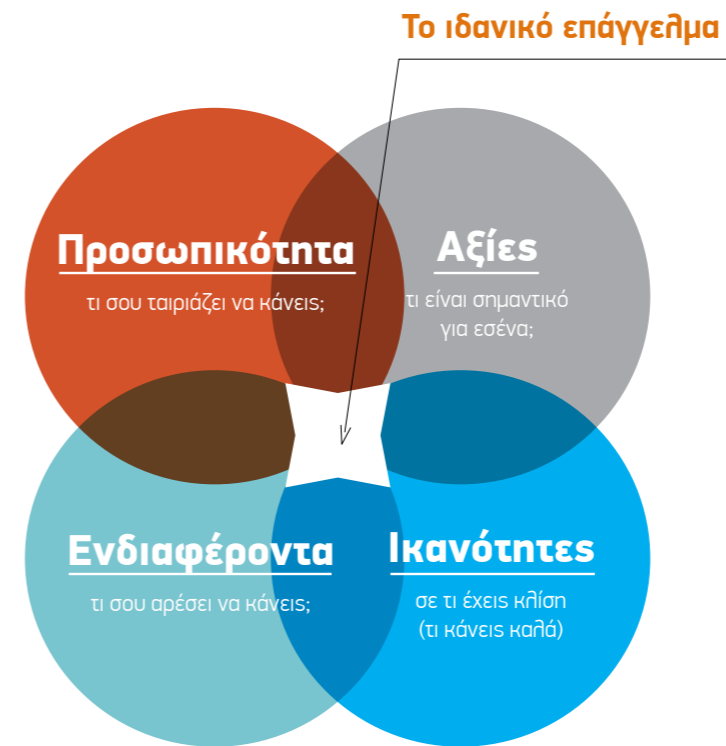 Το ιδανικό επάγγελμα
Προσωπικότητα
τι σου ταιριάζει να κάνεις;
Αξίες
τι είναι σημαντικό
για εσένα;
Ενδιαφέροντα
τι σου αρέσει να κάνεις;
Ικανότητες
σε τι έχεις κλίση
(τι κάνεις καλά)